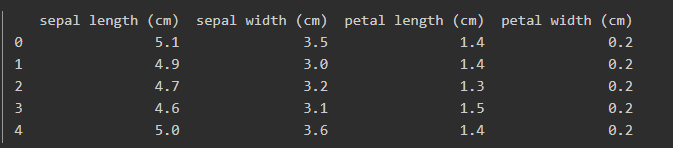 sepal length (cm) sepal width (cm) petal length (cm) petal width (cm)
0 5.1 3.5 1.4 0.2
1 4.9 3.0 1.4 0.2
2 4.7 3.2 1.3 0.2
3 4.6 3.1 1.5 0.2
4 5.0 3.6 1.4 0.2